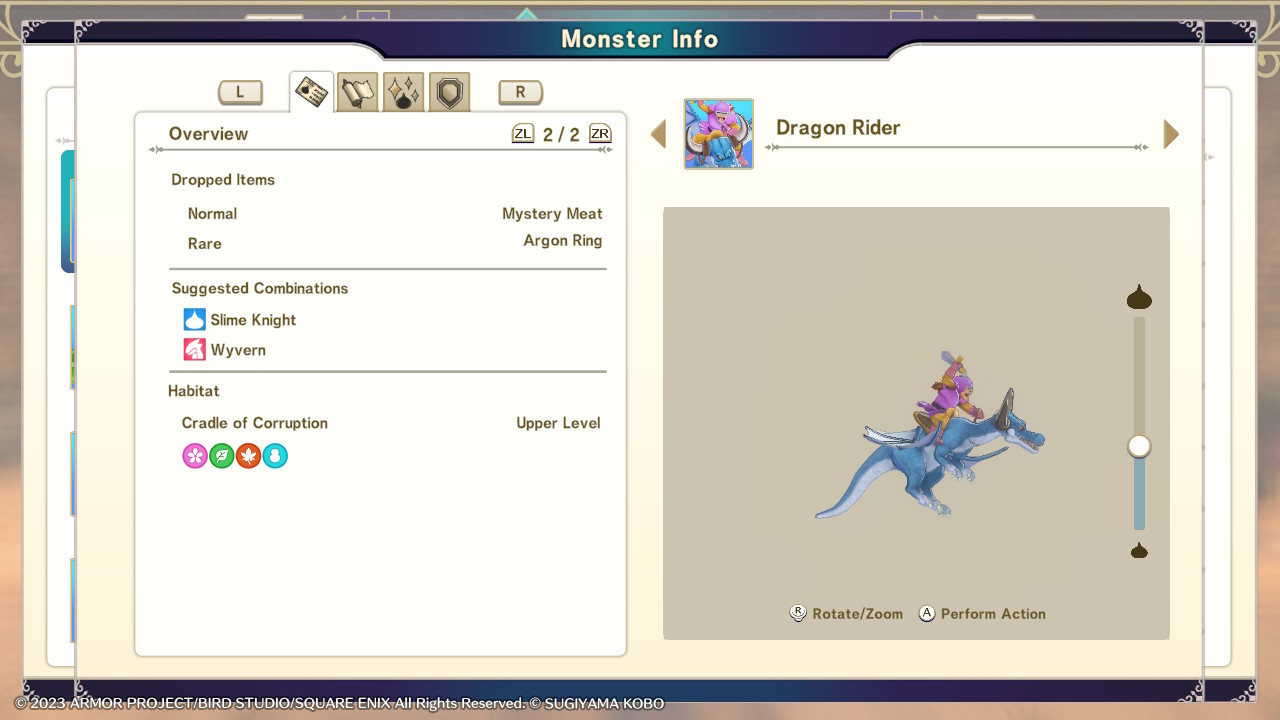 Monster Info
L
R
Overview
ZL 2 / 2 ZR
Dropped Items
Normal Mystery Meat
Rare Argon Ring
Suggested Combinations
Slime Knight
Wyvern
Habitat
Cradle of Corruption Upper Level
Dragon Rider
R Rotate/Zoom A Perform Action
© 2023 ARMOR PROJECT/BIRD STUDIO/SQUARE ENIX All Rights Reserved. © SUGIYAMA KOBO